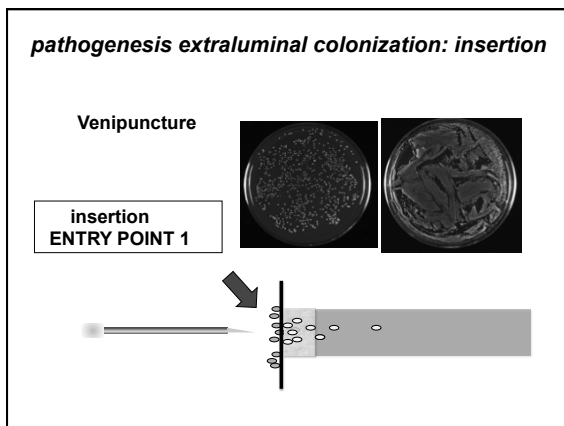 pathogenesis extraluminal colonization: insertion
Venipuncture
insertion
ENTRY POINT 1